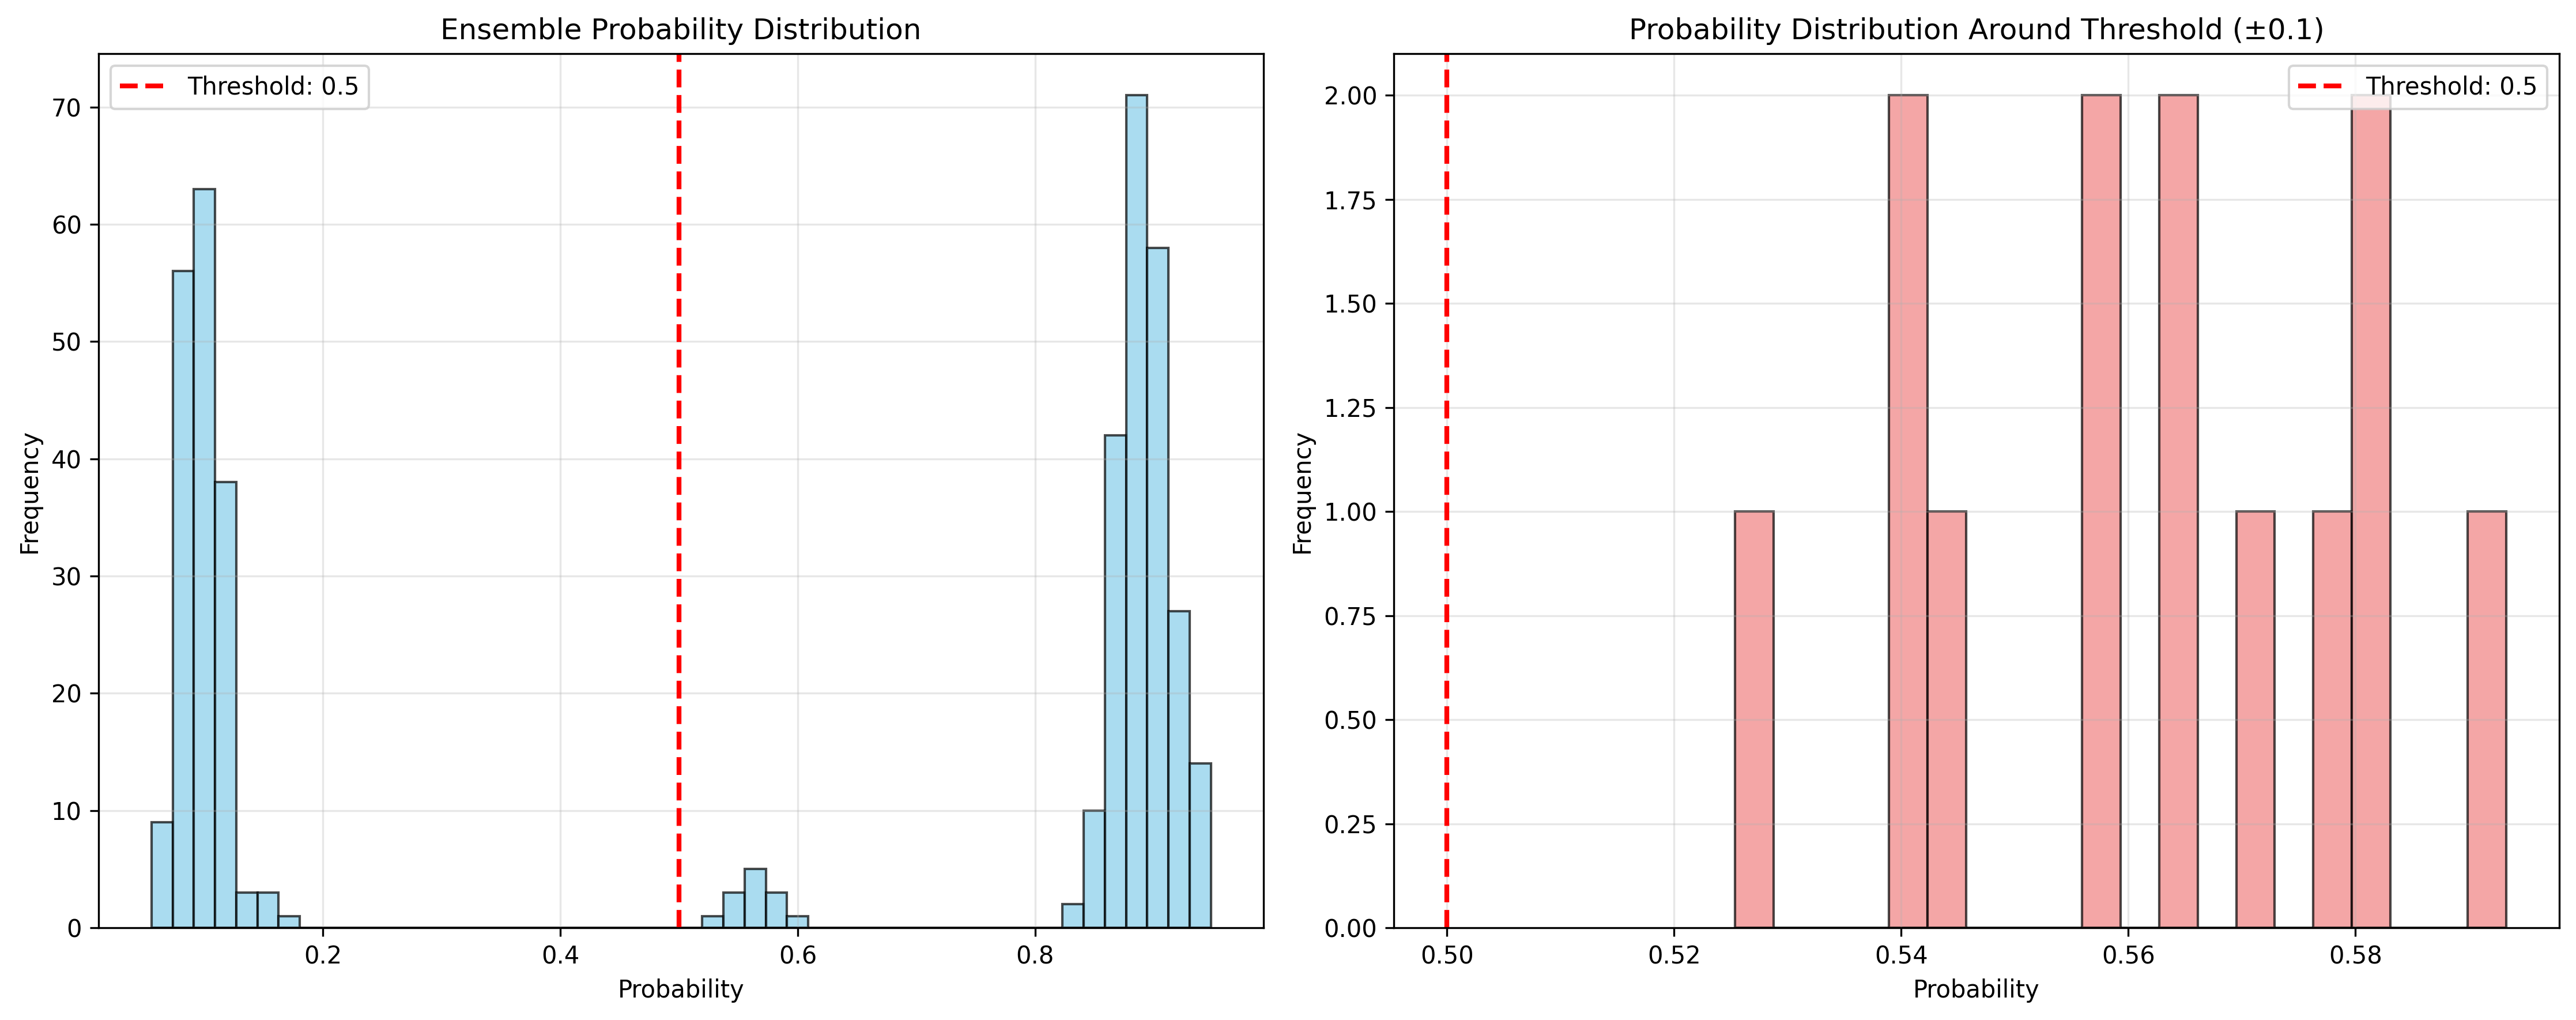 Ensemble Probability Distribution
Threshold: 0.5
Frequency
70
60
50
40
30
20
10
0
0.2 0.4 0.6 0.8
Probability
Probability Distribution Around Threshold (±0.1)
Threshold: 0.5
Frequency
2.00
1.75
1.50
1.25
1.00
0.75
0.50
0.25
0.00
0.50 0.52 0.54 0.56 0.58
Probability